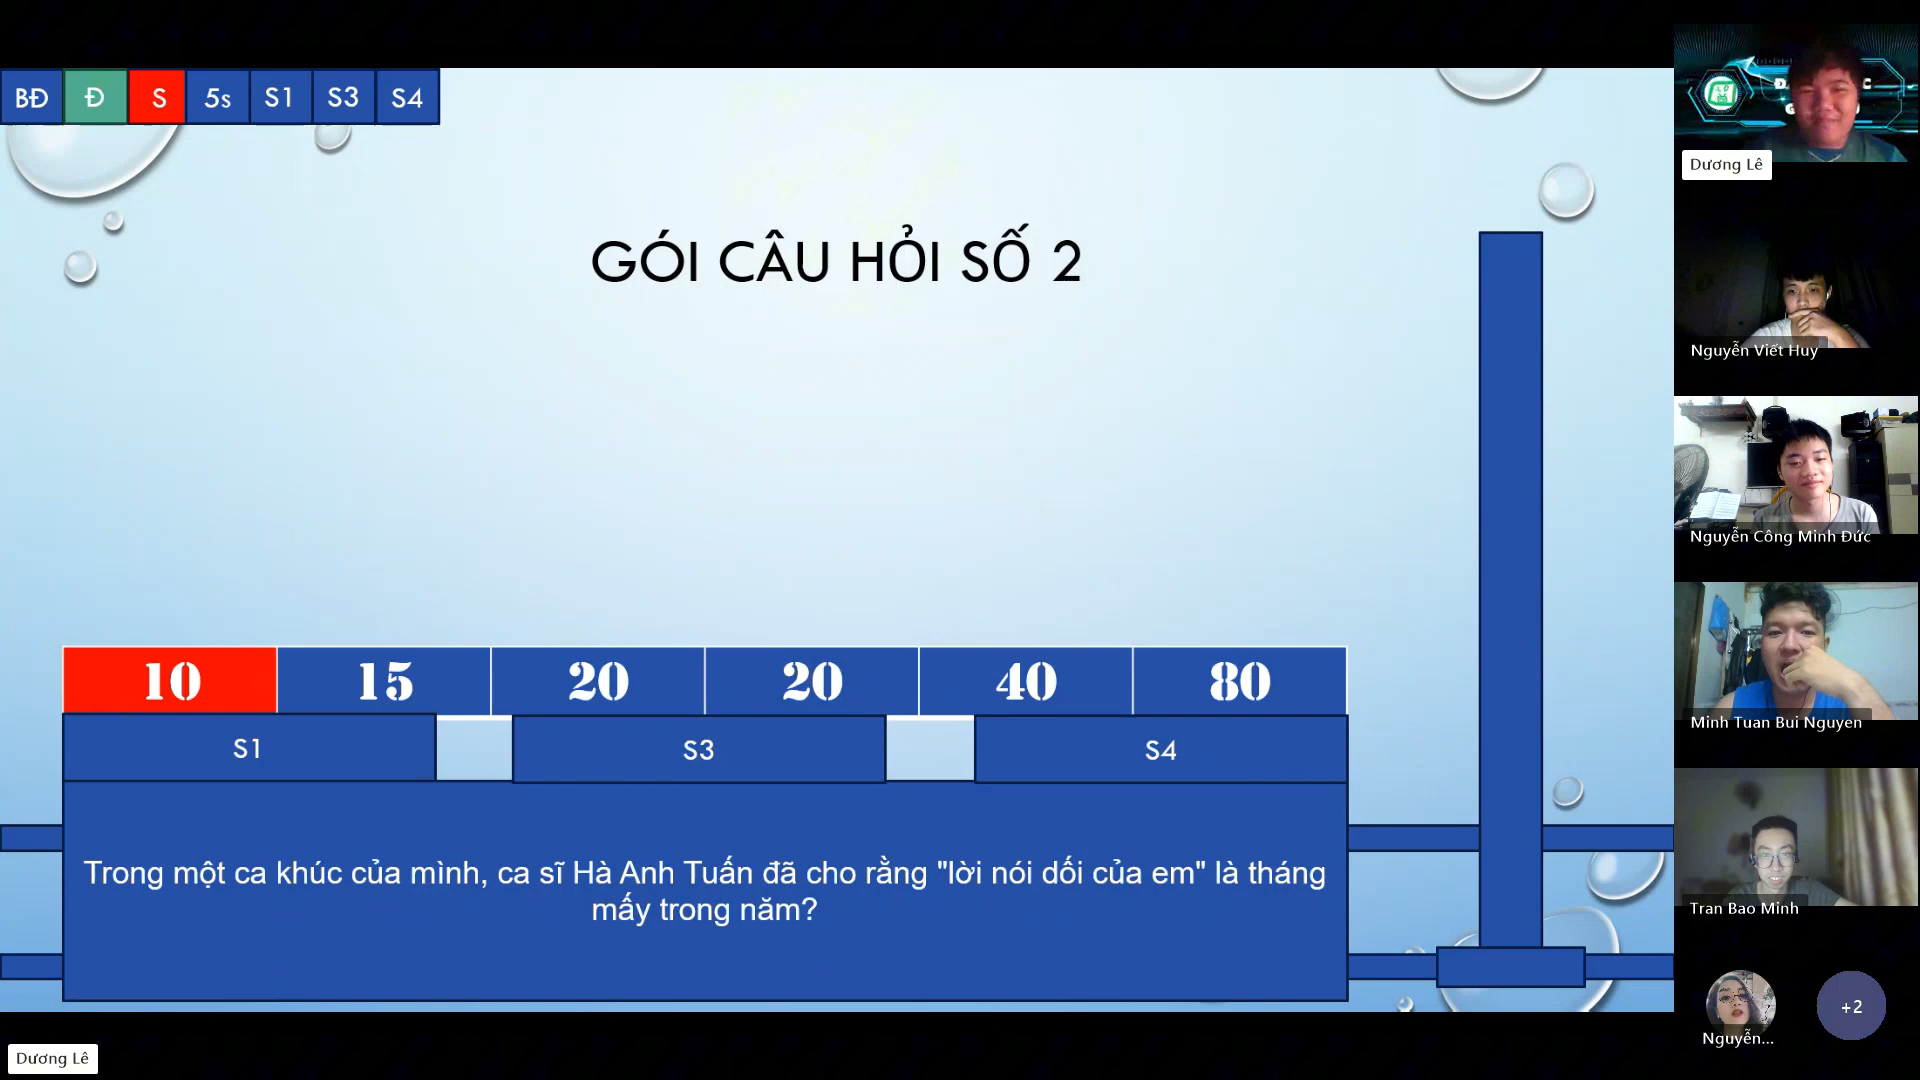 BĐ Đ S 5s S1 S3 S4
GÓI CÂU HỎI SỐ 2
10 15 20 20 40 80
S1 S3 S4
Trong một ca khúc của mình, ca sĩ Hà Anh Tuấn đã cho rằng "lời nói dối của em" là tháng
mấy trong năm?
Dương Lê
Nguyễn Viết Huy
Nguyễn Công Minh Đức
Minh Tuan Bui Nguyen
Tran Bao Minh
Nguyễn...
+2
Dương Lê